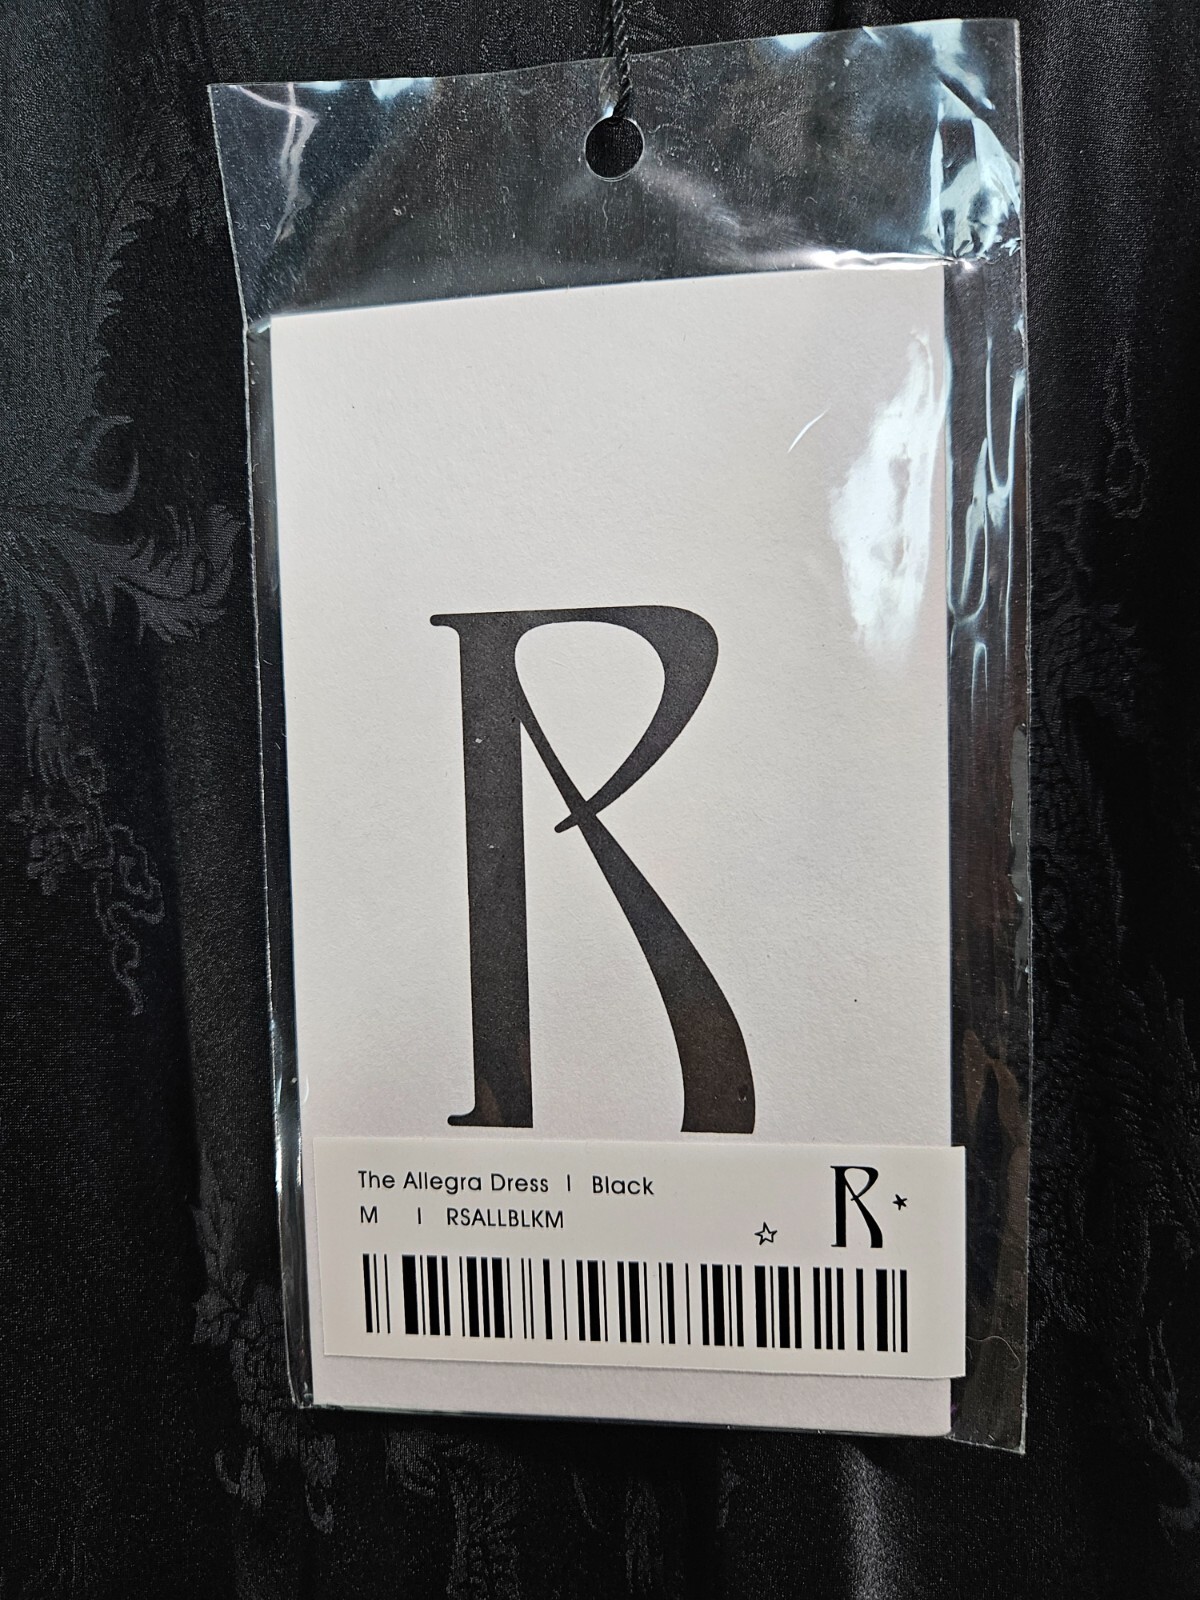 R
The Allegra Dress | Black
R
M | RSALLBLKM